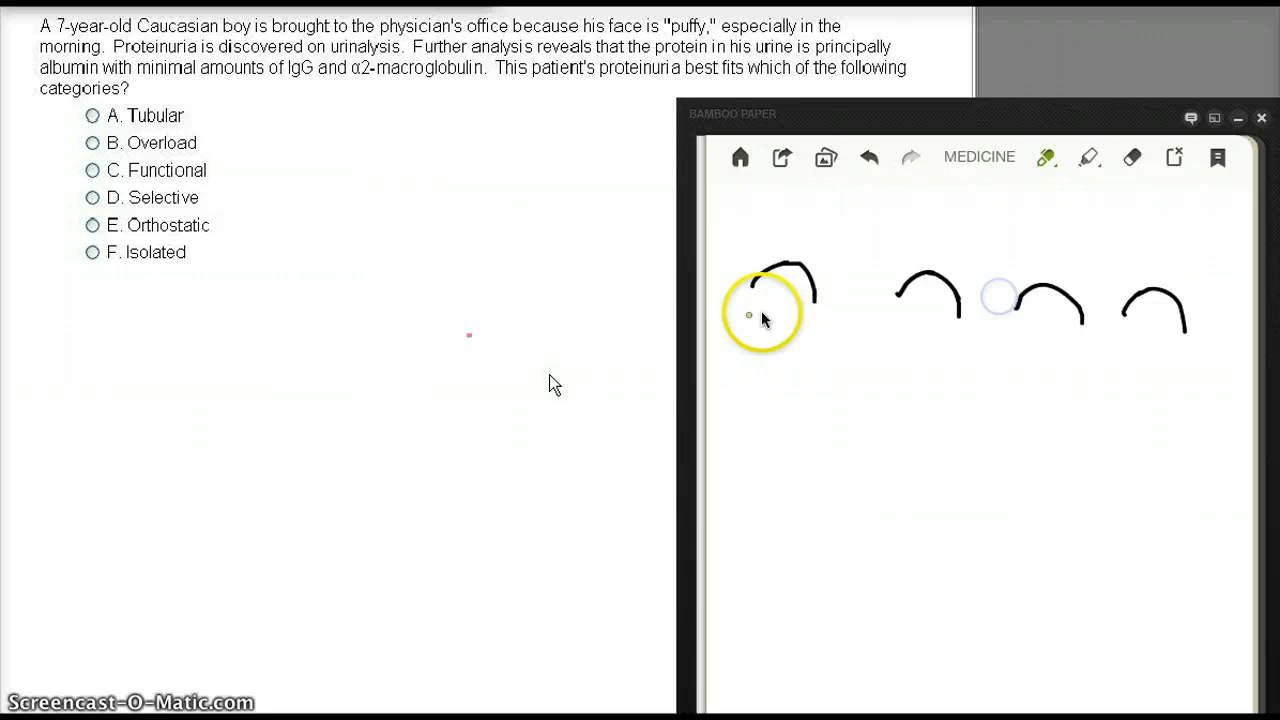 A 7-year-old Caucasian boy is brought to the physician's office because his face is "puffy," especially in the
morning. Proteinuria is discovered on urinalysis. Further analysis reveals that the protein in his urine is principally
albumin with minimal amounts of IgG and α2-macroglobulin. This patient's proteinuria best fits which of the following
categories?
A. Tubular
B. Overload
C. Functional
D. Selective
E. Orthostatic
F. Isolated
BAMBOO PAPER
MEDICINE
Screencast-O-Matic.com